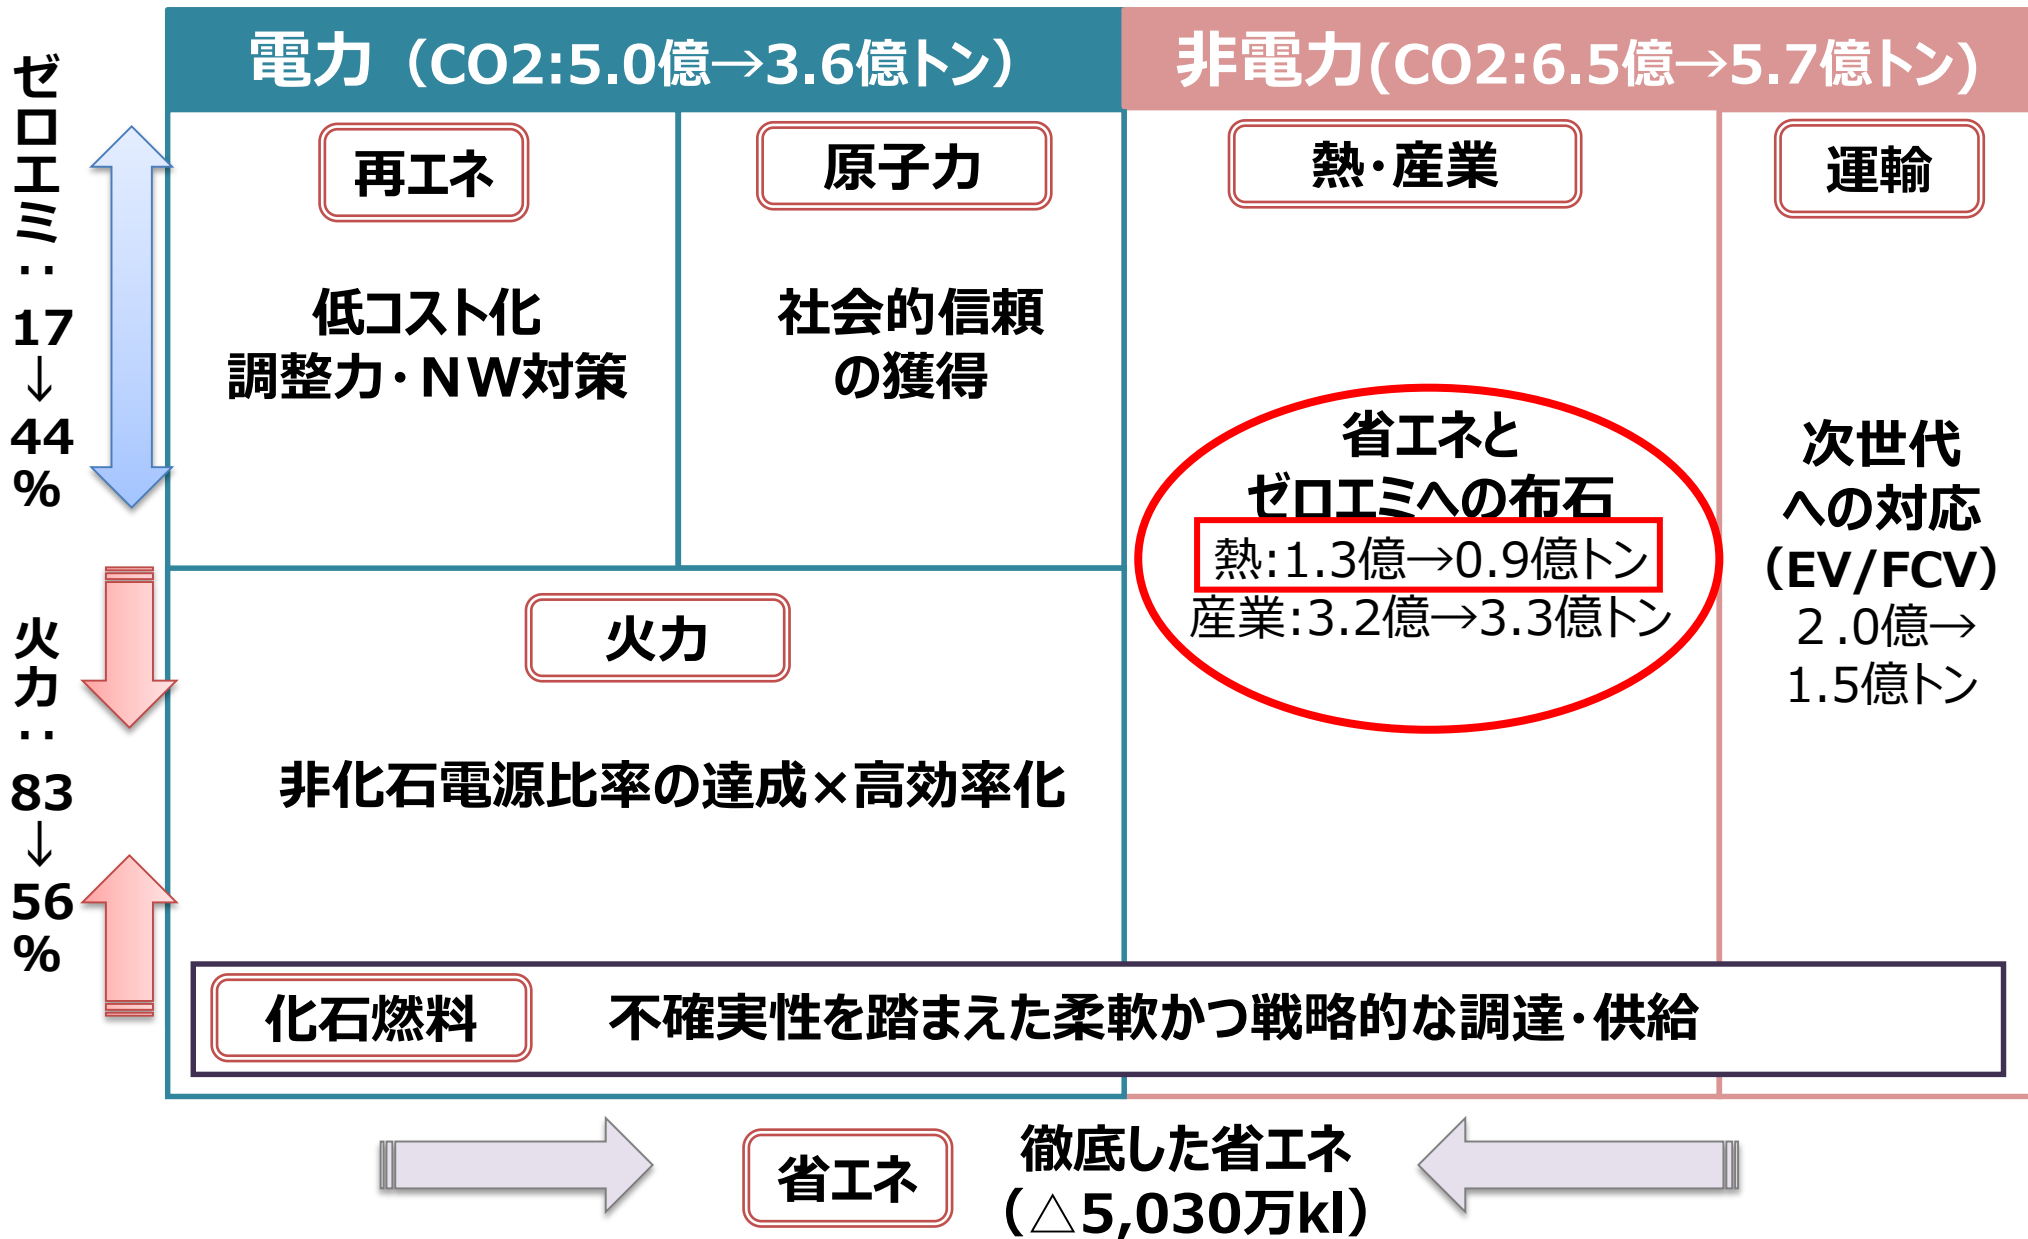 電力（CO2:5.0億→3.6億トン）
非電力(CO2:6.5億→5.7億トン)
ゼロエミ：
17
↓
44
%
火力：
83
↓
56
%
再エネ
低コスト化
調整力・NW対策
原子力
社会的信頼
の獲得
火力
非化石電源比率の達成×高効率化
熱・産業
省エネと
ゼロエミへの布石
熱:1.3億→0.9億トン
産業:3.2億→3.3億トン
運輸
次世代
への対応
（EV/FCV）
２.0億→
1.5億トン
化石燃料
不確実性を踏まえた柔軟かつ戦略的な調達・供給
省エネ
徹底した省エネ
（△5,030万kl）